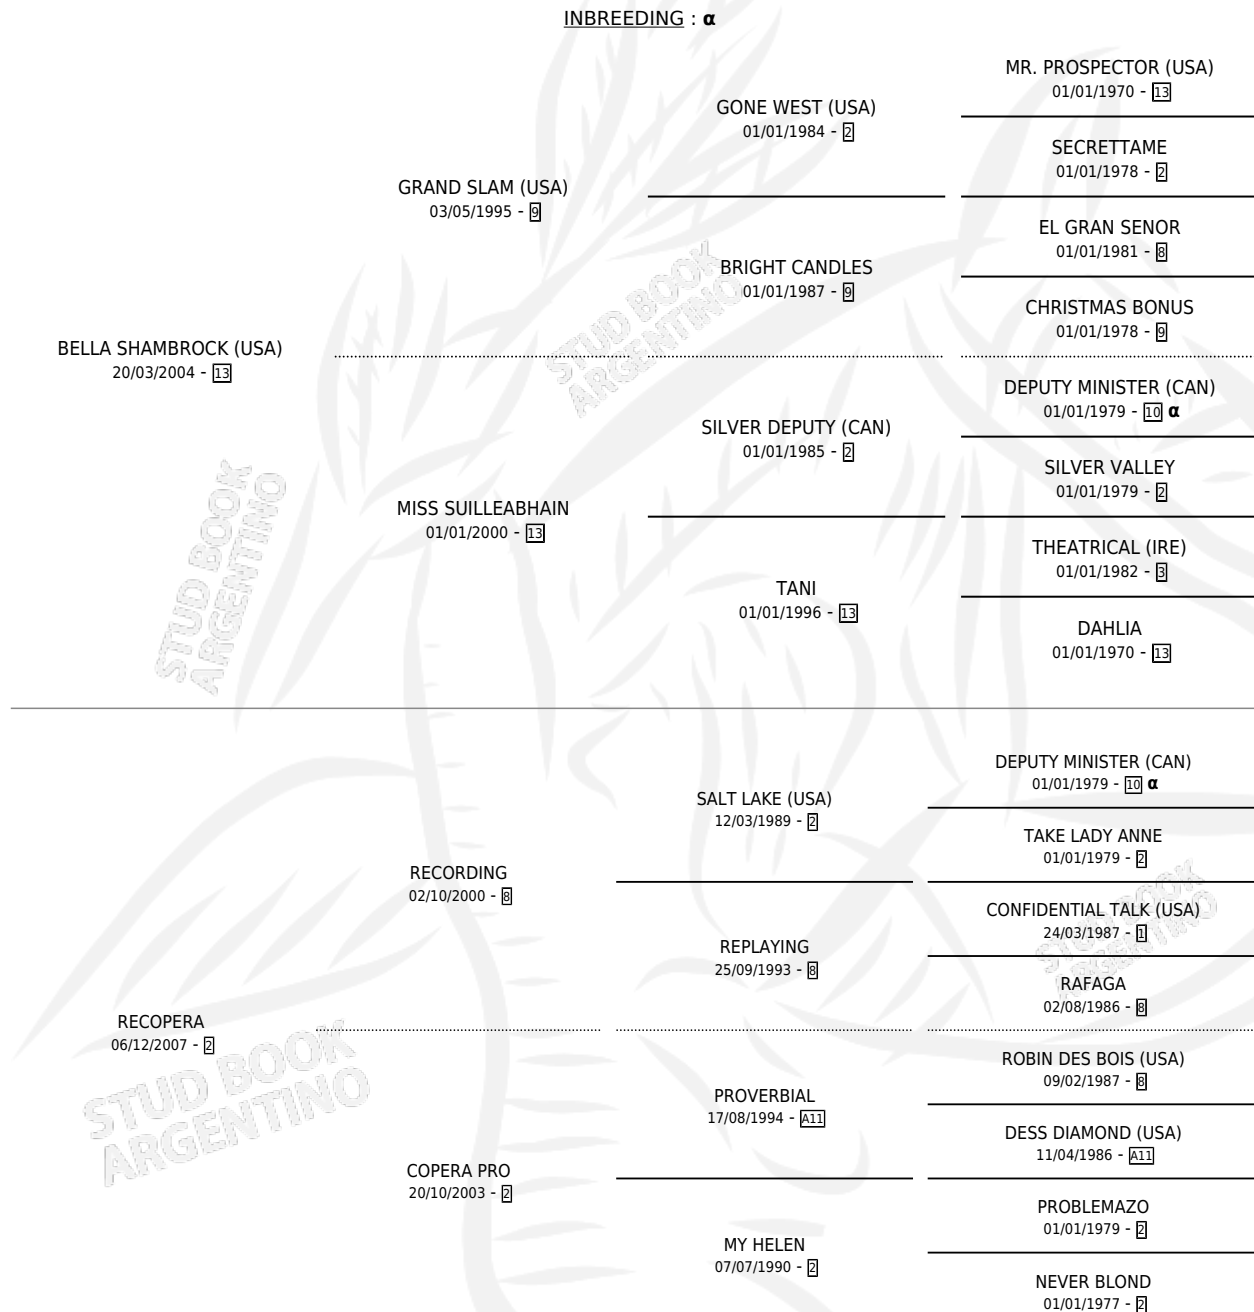 INBREEDING : α
MR. PROSPECTOR (USA)
01/01/1970 - 13
GONE WEST (USA)
01/01/1984 - 2
SECRETTAME
01/01/1978 - 2
GRAND SLAM (USA)
03/05/1995 - 9
EL GRAN SENOR
01/01/1981 - 8
BRIGHT CANDLES
01/01/1987 - 9
CHRISTMAS BONUS
01/01/1978 - 9
BELLA SHAMBROCK (USA)
20/03/2004 - 13
DEPUTY MINISTER (CAN)
01/01/1979 - 10 α
SILVER DEPUTY (CAN)
01/01/1985 - 2
SILVER VALLEY
01/01/1979 - 2
MISS SUILLEABHAIN
01/01/2000 - 13
THEATRICAL (IRE)
01/01/1982 - 3
TANI
01/01/1996 - 13
DAHLIA
01/01/1970 - 13
DEPUTY MINISTER (CAN)
01/01/1979 - 10 α
SALT LAKE (USA)
12/03/1989 - 2
TAKE LADY ANNE
01/01/1979 - 2
RECORDING
02/10/2000 - 8
CONFIDENTIAL TALK (USA)
24/03/1987 - 1
REPLAYING
25/09/1993 - 8
RAFAGA
02/08/1986 - 8
RECOPERA
06/12/2007 - 2
ROBIN DES BOIS (USA)
09/02/1987 - 8
PROVERBIAL
17/08/1994 - A11
DESS DIAMOND (USA)
11/04/1986 - A11
COPERA PRO
20/10/2003 - 2
PROBLEMAZO
01/01/1979 - 2
MY HELEN
07/07/1990 - 2
NEVER BLOND
01/01/1977 - 2
STUD BOOK
ARGENTINO
STUD BOOK
ARGENTINO
STUD BOOK
ARGENTINO
STUD BOOK
ARGENTINO